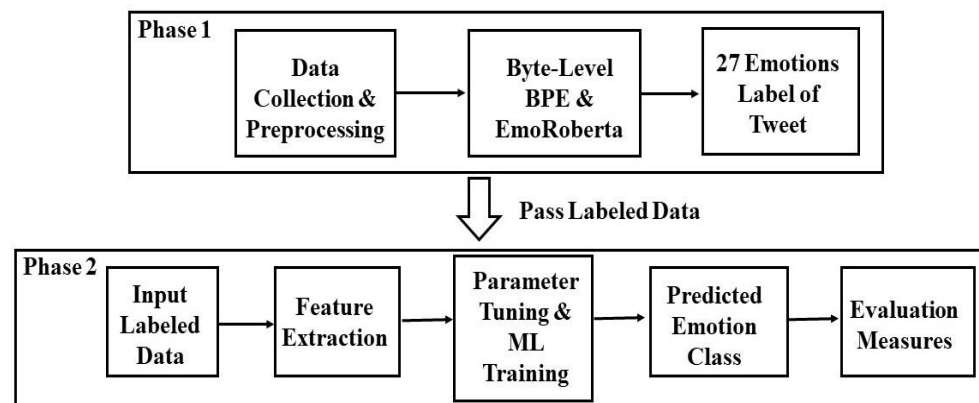 Phase 1
Data
Collection &
Preprocessing
Byte-Level
BPE &
EmoRoberta
27 Emotions
Label of
Tweet
Pass Labeled Data
Phase 2
Input
Labeled
Data
Feature
Extraction
Parameter
Tuning &
ML
Training
Predicted
Emotion
Class
Evaluation
Measures